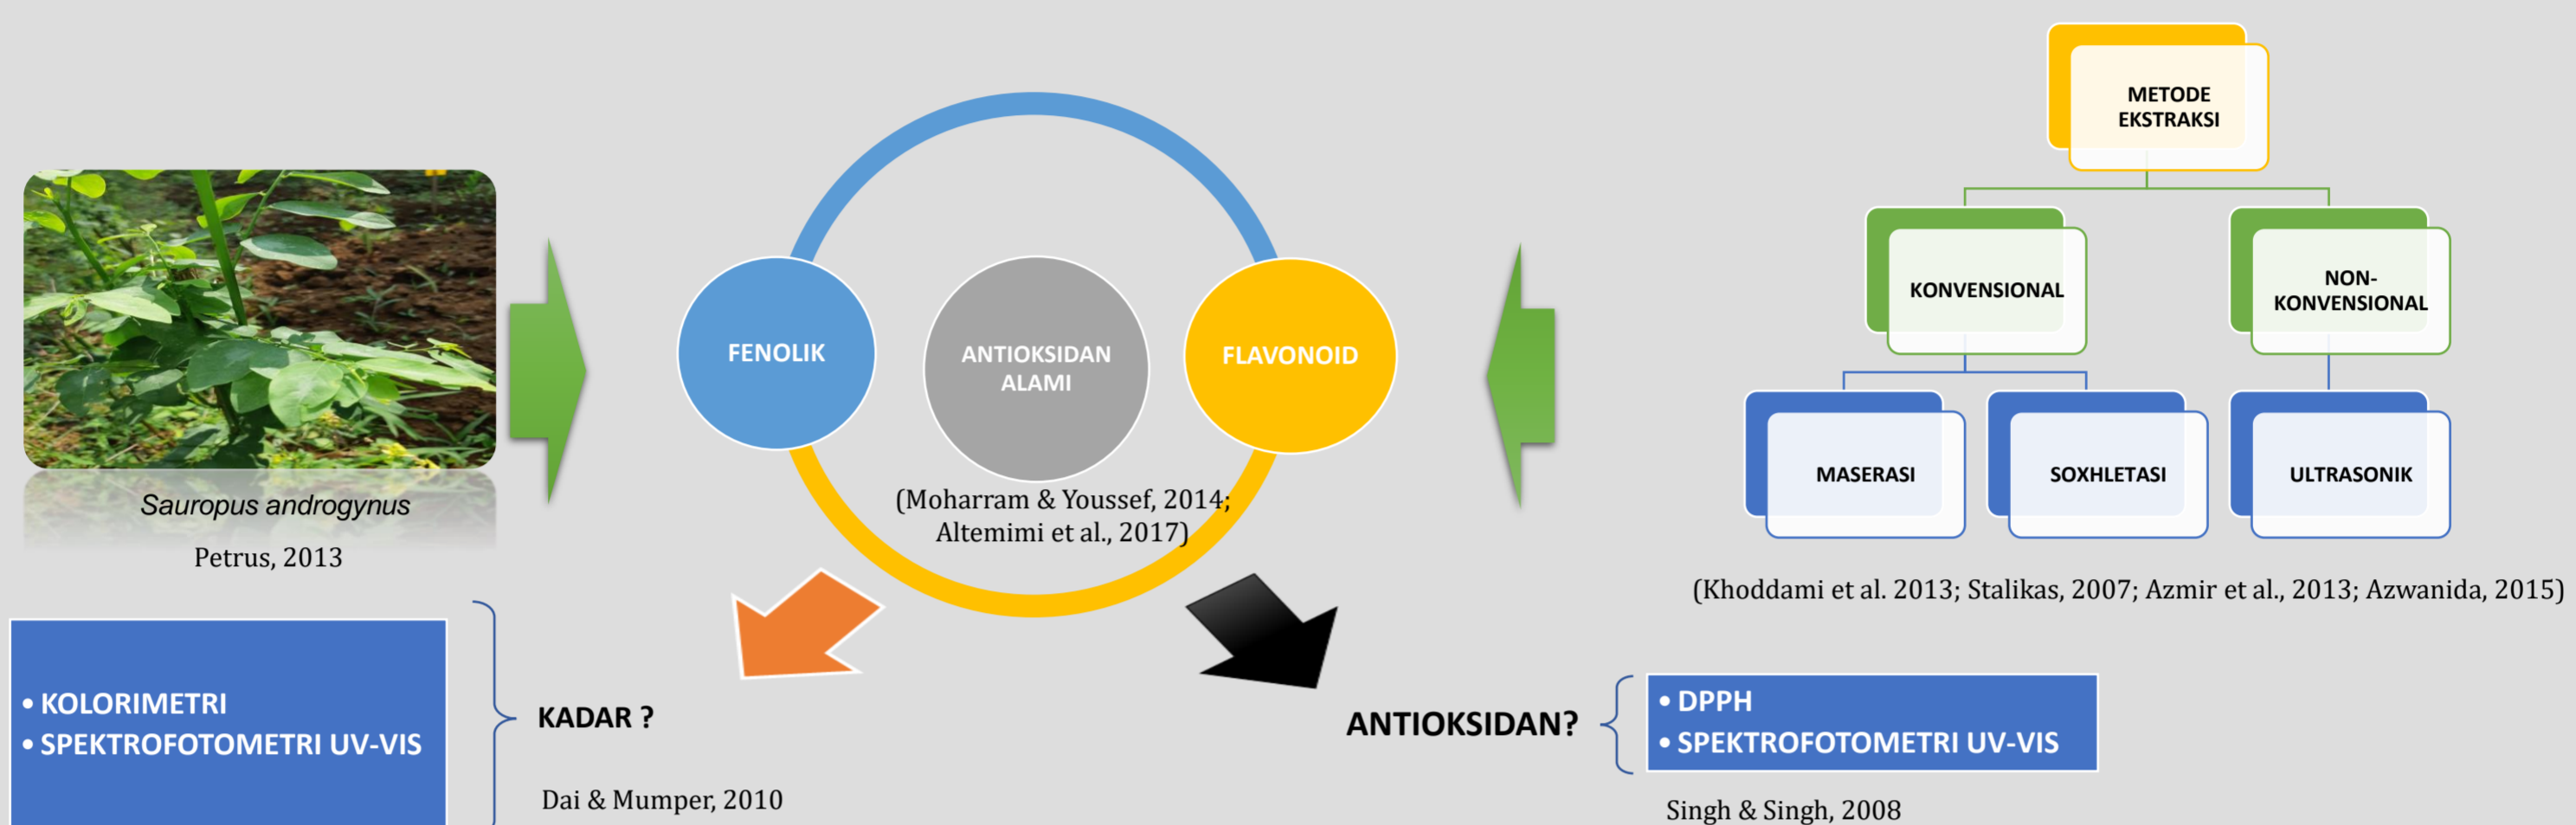 METODE
EKSTRAKSI
KONVENSIONAL
NON-
KONVENSIONAL
MASERASI
SOXHLETASI
ULTRASONIK
(Khoddami et al. 2013; Stalikas, 2007; Azmir et al., 2013; Azwanida, 2015)
FENOLIK
ANTIOKSIDAN
ALAMI
FLAVONOID
(Moharram & Youssef, 2014;
Altemimi et al., 2017)
Sauropus androgynus
Petrus, 2013
• KOLORIMETRI
• SPEKTROFOTOMETRI UV-VIS
KADAR ?
Dai & Mumper, 2010
ANTIOKSIDAN?
• DPPH
• SPEKTROFOTOMETRI UV-VIS
Singh & Singh, 2008